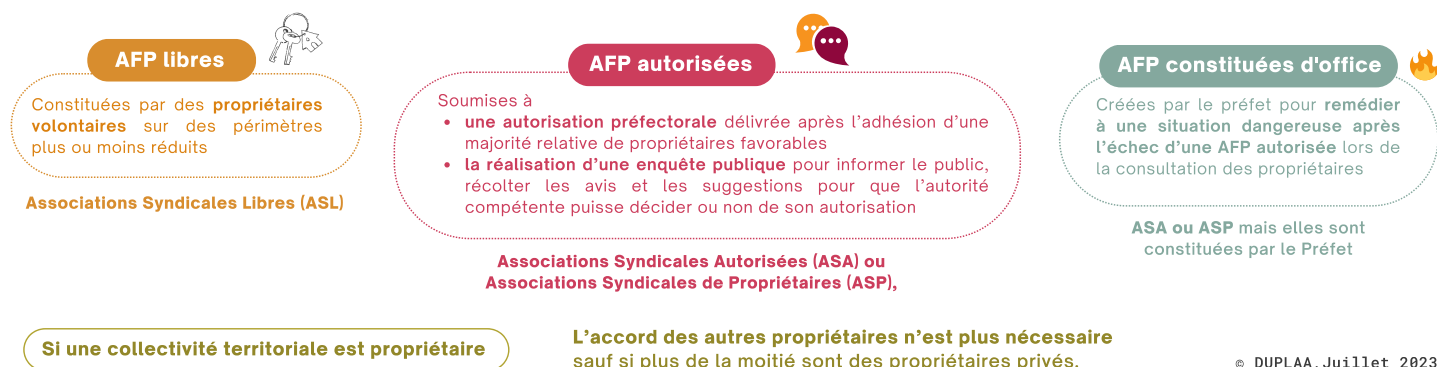 AFP libres
Constituées par des propriétaires
volontaires sur des périmètres
plus ou moins réduits
Associations Syndicales Libres (ASL)
AFP autorisées
Soumises à
• une autorisation préfectorale délivrée après l'adhésion d'une
majorité relative de propriétaires favorables
• la réalisation d'une enquête publique pour informer le public,
récolter les avis et les suggestions pour que l'autorité
compétente puisse décider ou non de son autorisation
Associations Syndicales Autorisées (ASA) ou
Associations Syndicales de Propriétaires (ASP),
AFP constituées d'office
Créées par le préfet pour remédier
à une situation dangereuse après
l'échec d'une AFP autorisée lors de
la consultation des propriétaires
ASA ou ASP mais elles sont
constituées par le Préfet
Si une collectivité territoriale est propriétaire
L'accord des autres propriétaires n'est plus nécessaire
sauf si plus de la moitié sont des propriétaires privés.
© DUPLAA.Juillet 2023